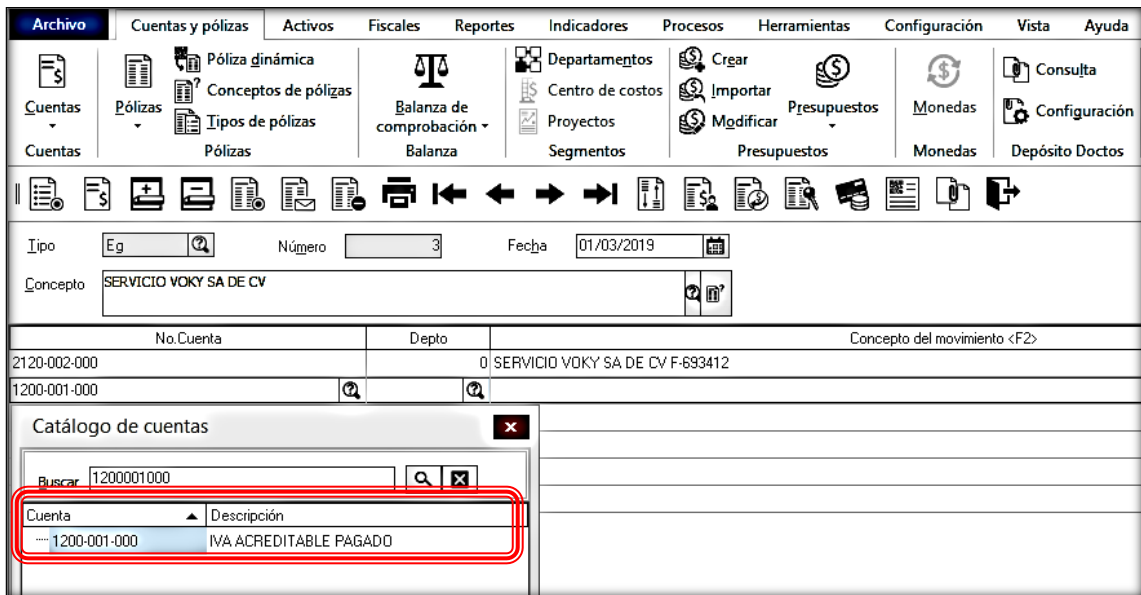 Archivo Cuentas y pólizas Activos Fiscales Reportes Indicadores Procesos Herramientas Configuración Vista Ayuda
Cuentas
Cuentas
Pólizas
Póliza dinámica
Conceptos de pólizas
Tipos de pólizas
Pólizas
Balanza de
comprobación
Balanza
Departamentos
Centro de costos
Proyectos
Segmentos
Crear
Importar
Modificar
Presupuestos
Presupuestos
Monedas
Monedas
Consulta
Configuración
Depósito Doctos
Tipo Eg Número 3 Fecha 01/03/2019
Concepto SERVICIO VOKY SA DE CV
No.Cuenta Depto Concepto del movimiento <F2>
2120-002-000 0 SERVICIO VOKY SA DE CV F-693412
1200-001-000
Catálogo de cuentas
Buscar 1200001000
Cuenta Descripción
1200-001-000 IVA ACREDITABLE PAGADO